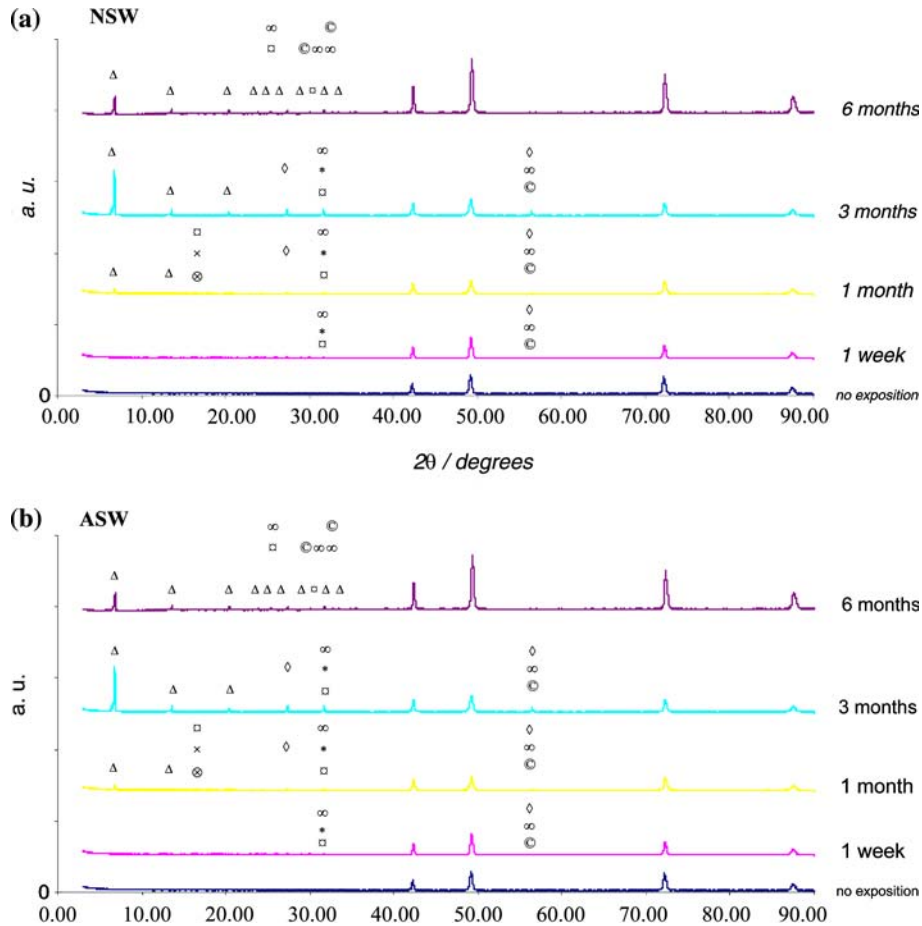 (a) NSW
∞ ©
□ © ∞ ∞
Δ
Δ Δ Δ Δ Δ Δ □ Δ Δ
6 months
Δ ◊ ∞ ◊
* ∞
Δ Δ □ ©
3 months
□ ∞ ◊
× ◊ * ∞
Δ Δ ⊗ □ ©
1 month
∞ ◊
* ∞
□ ©
1 week
a. u.
0
no exposition
0.00 10.00 20.00 30.00 40.00 50.00 60.00 70.00 80.00 90.00
2θ / degrees
(b) ASW
∞ ©
□ © ∞ ∞
Δ
Δ Δ Δ Δ Δ Δ □ Δ Δ
6 months
Δ ◊ ∞ ◊
* ∞
Δ Δ □ ©
3 months
□ ∞ ◊
× ◊ * ∞
Δ Δ ⊗ □ ©
1 month
∞ ◊
* ∞
□ ©
1 week
a. u.
0
no exposition
0.00 10.00 20.00 30.00 40.00 50.00 60.00 70.00 80.00 90.00